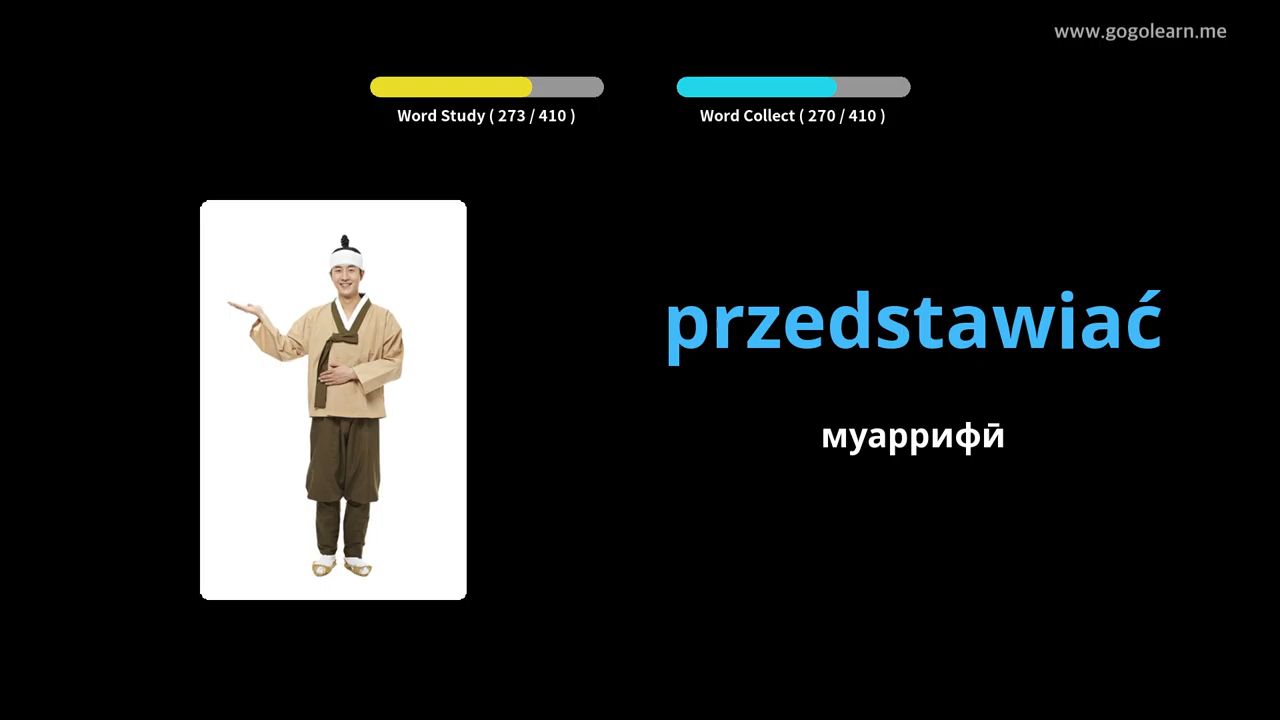 www.gogolearn.me
Word Study ( 273 / 410 )
Word Collect ( 270 / 410 )
przedstawiać
муаррифӣ